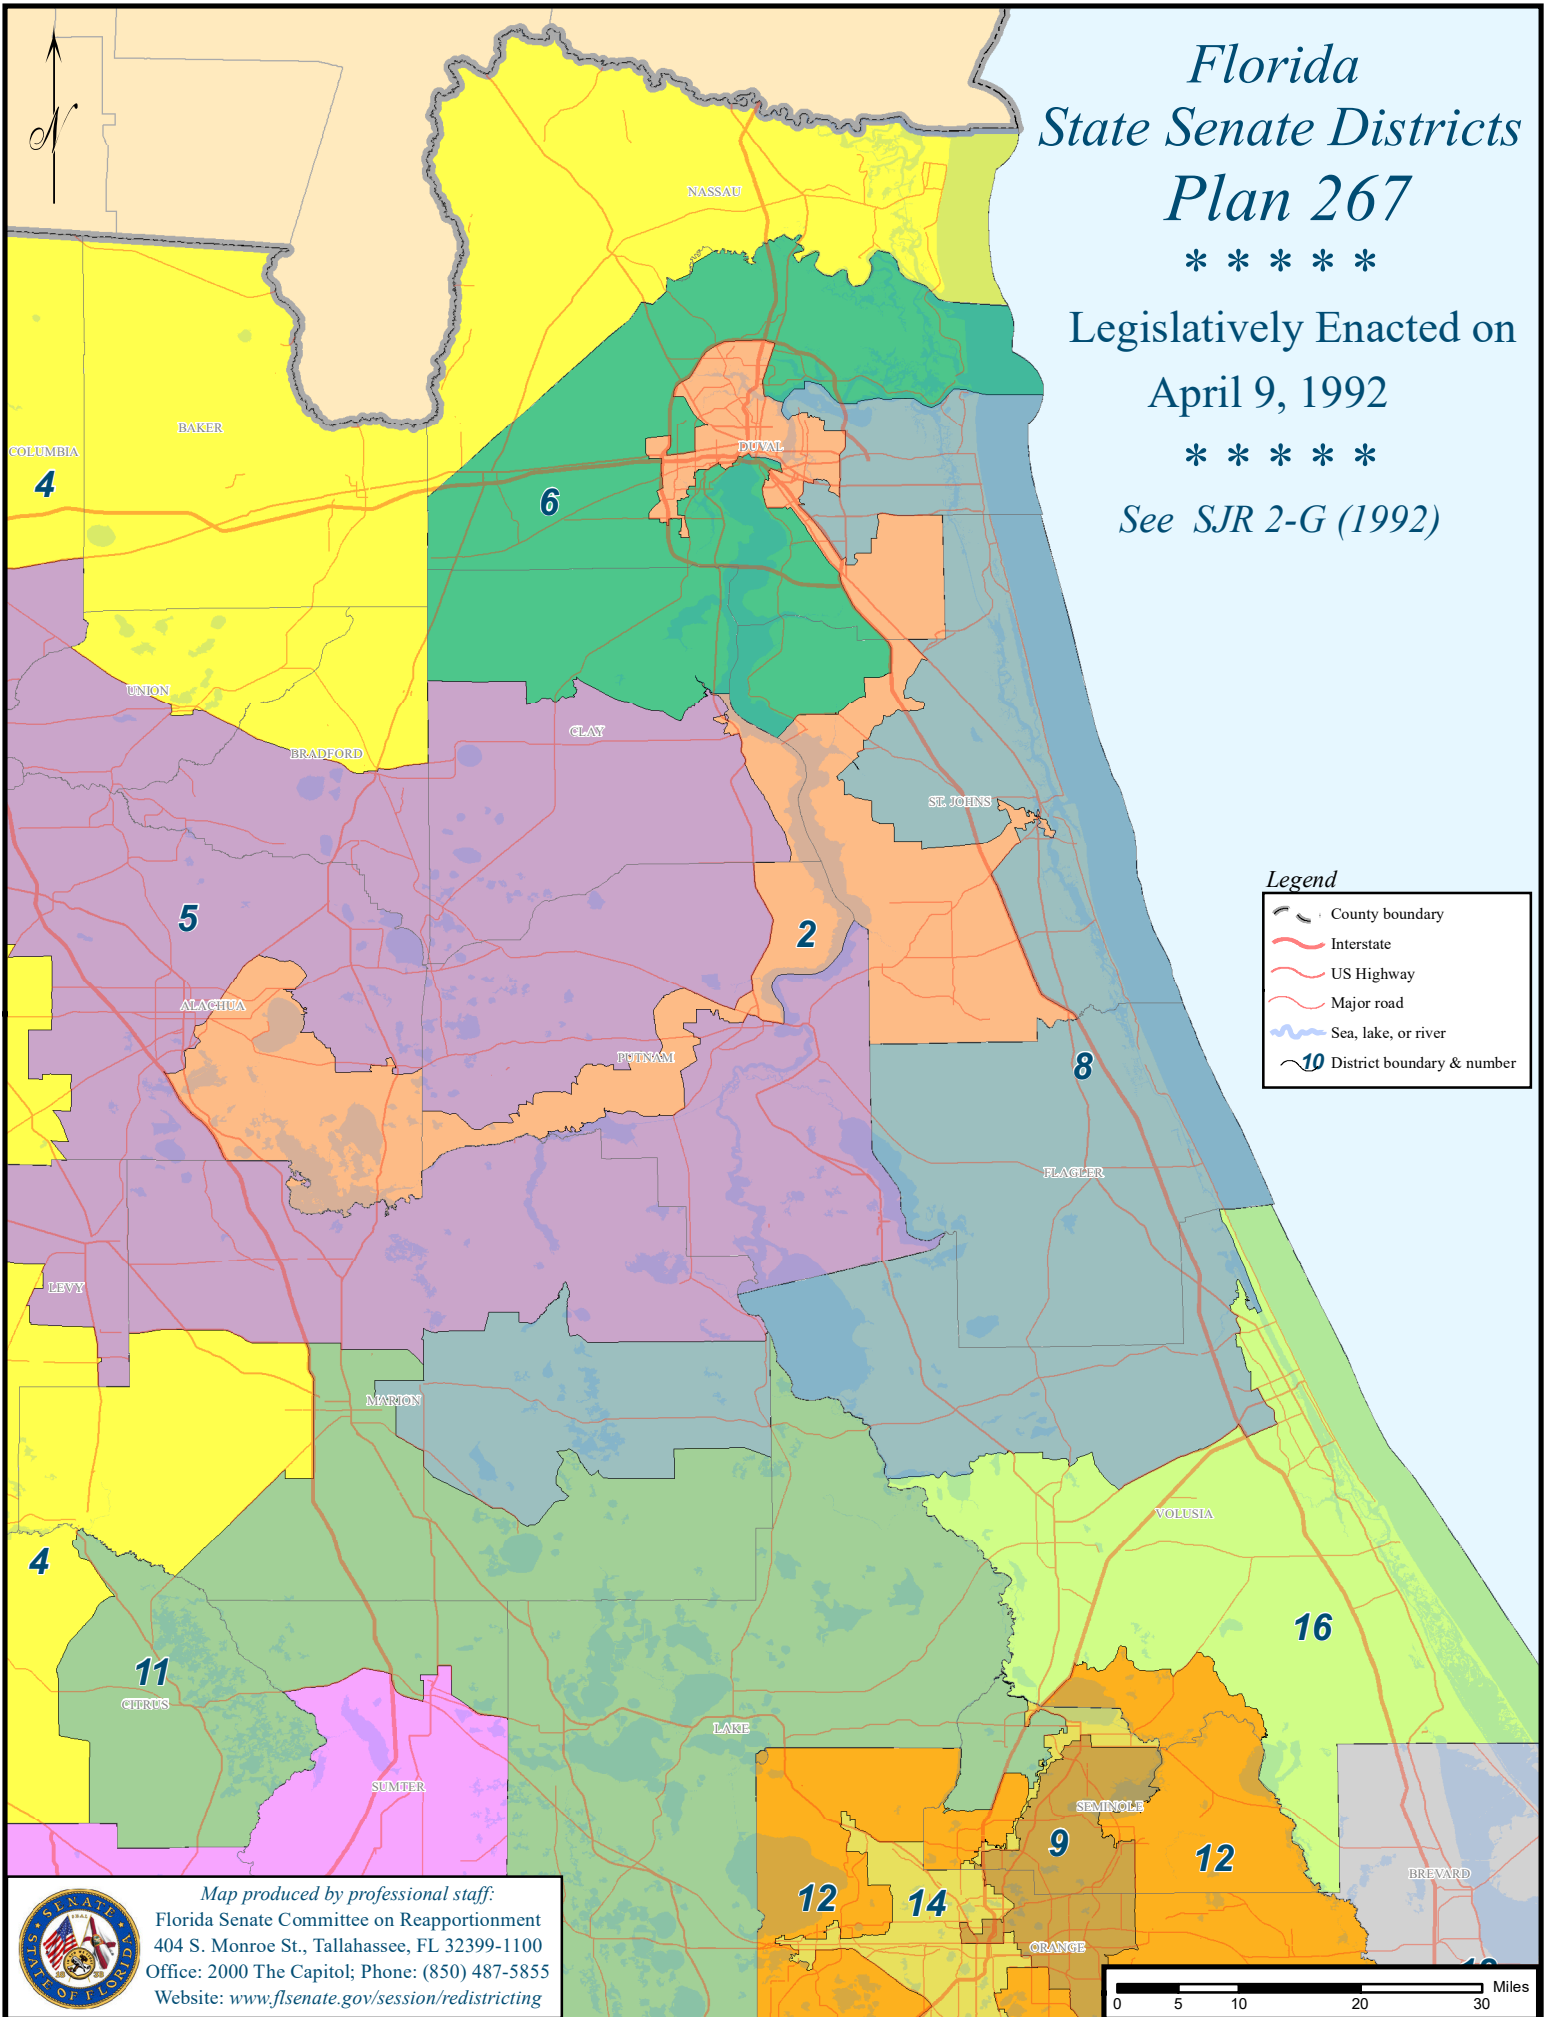 Florida
State Senate Districts
Plan 267
* * * * *
Legislatively Enacted on
April 9, 1992
* * * * *
See SJR 2-G (1992)
N
NASSAU
BAKER
COLUMBIA
4
DUVAL
6
UNION
CLAY
BRADFORD
ST. JOHNS
Legend
County boundary
Interstate
US Highway
Major road
Sea, lake, or river
10 District boundary & number
5
2
ALACHUA
PUTNAM
8
FLAGLER
LEVY
MARION
VOLUSIA
4
16
11
CITRUS
LAKE
SUMTER
SEMINOLE
9
12
BREVARD
12
14
ORANGE
SENATE
STATE OF FLORIDA
Map produced by professional staff:
Florida Senate Committee on Reapportionment
404 S. Monroe St., Tallahassee, FL 32399-1100
Office: 2000 The Capitol; Phone: (850) 487-5855
Website: www.flsenate.gov/session/redistricting
Miles
0 5 10 20 30